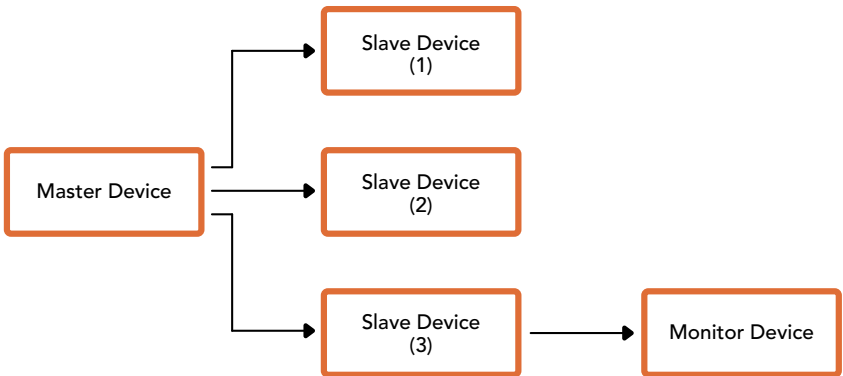 Slave Device
(1)
Master Device
Slave Device
(2)
Slave Device
(3)
Monitor Device